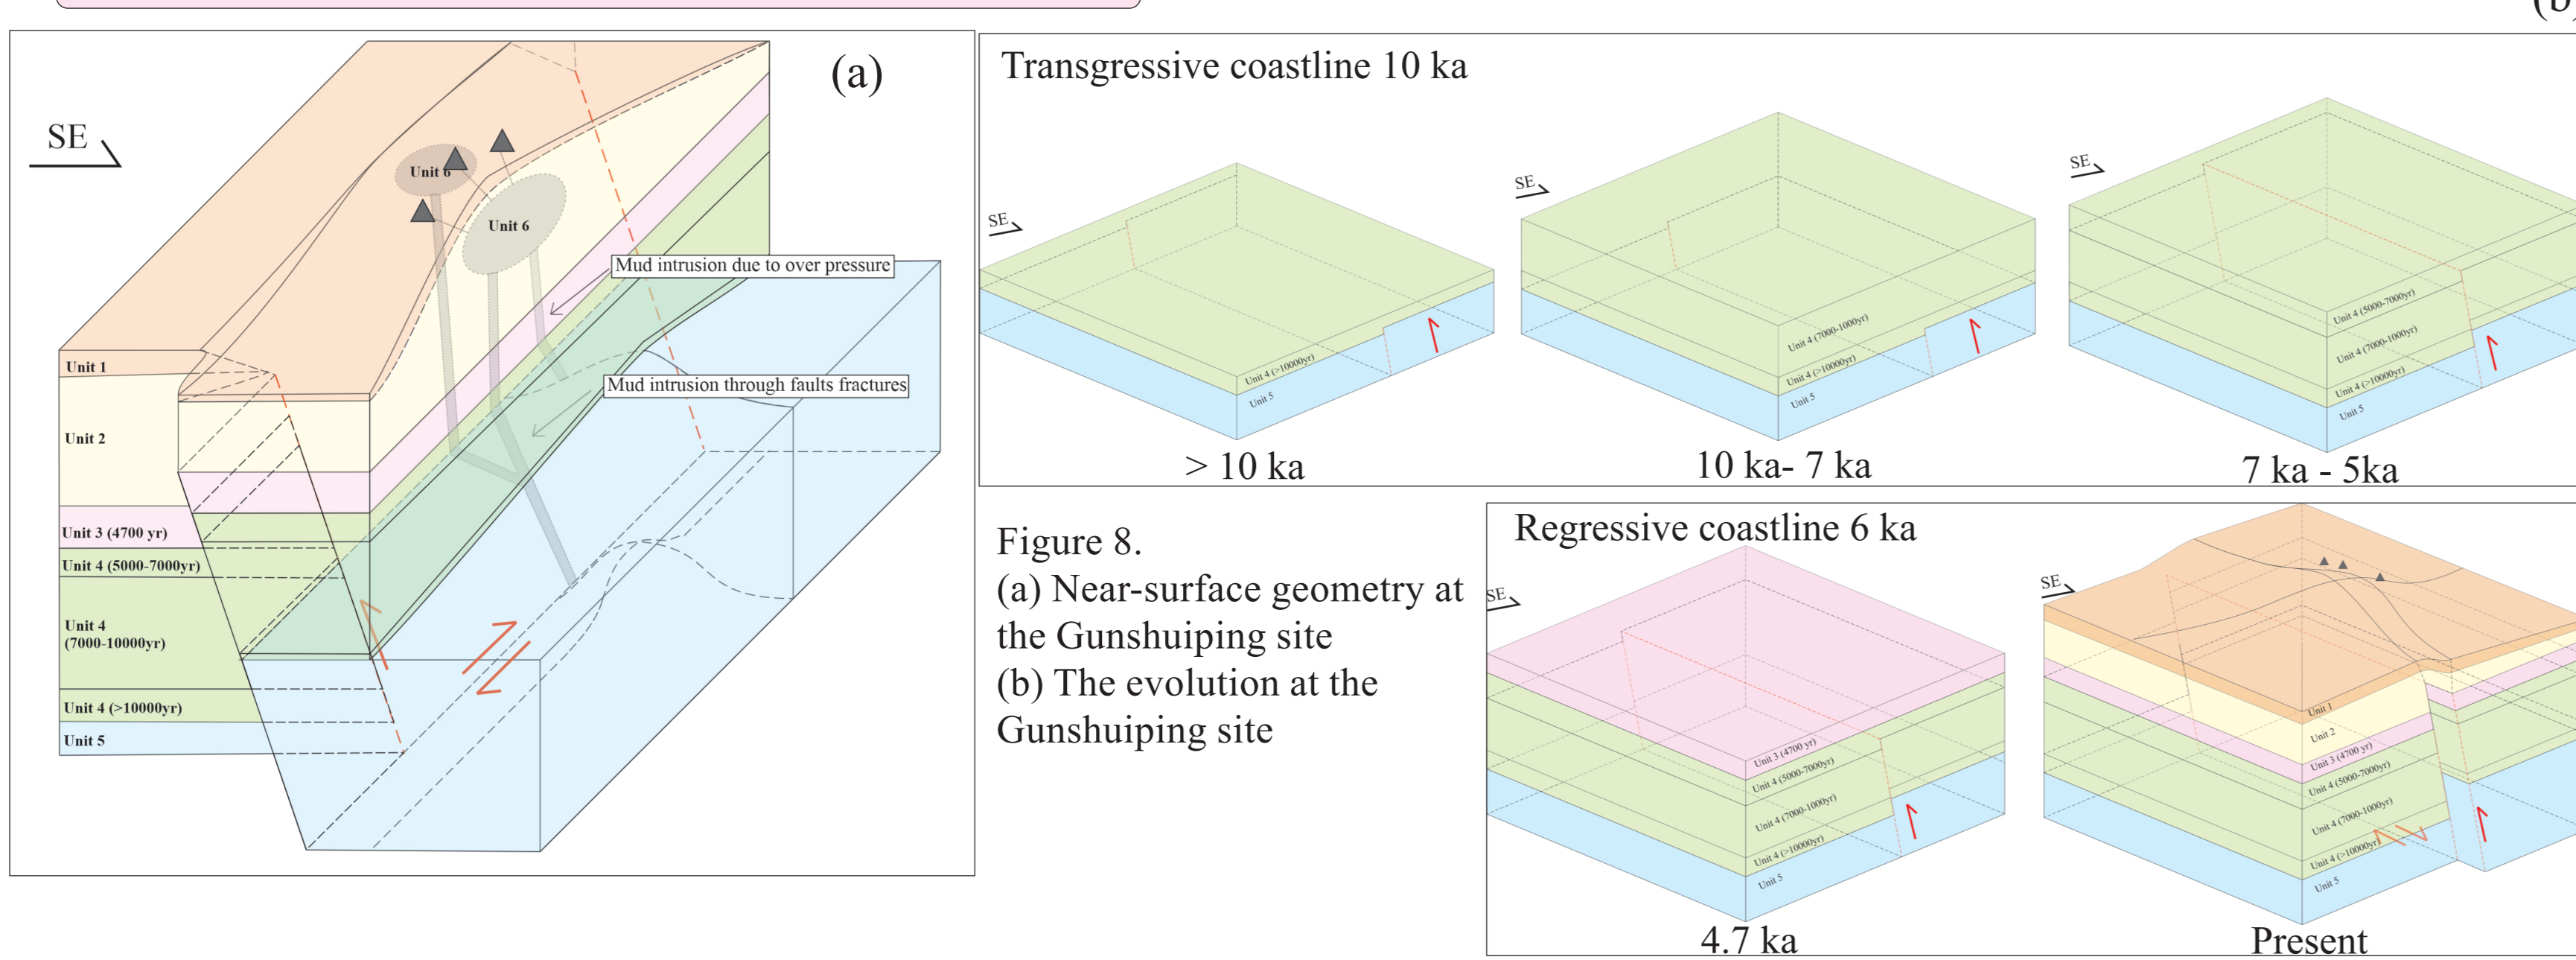 (b)
(a)
SE
Unit 6
Unit 6
Mud intrusion due to over pressure
Mud intrusion through faults fractures
Unit 1
Unit 2
Unit 3 (4700 yr)
Unit 4 (5000-7000yr)
Unit 4
(7000-10000yr)
Unit 4 (>10000yr)
Unit 5
Transgressive coastline 10 ka
SE
Unit 4 (>10000yr)
Unit 5
> 10 ka
SE
Unit 4 (7000-1000yr)
Unit 4 (>10000yr)
Unit 5
10 ka- 7 ka
SE
Unit 4 (5000-7000yr)
Unit 4 (7000-1000yr)
Unit 4 (>10000yr)
Unit 5
7 ka - 5ka
Figure 8.
(a) Near-surface geometry at
the Gunshuiping site
(b) The evolution at the
Gunshuiping site
Regressive coastline 6 ka
SE
Unit 3 (4700 yr)
Unit 4 (5000-7000yr)
Unit 4 (7000-1000yr)
Unit 4 (>10000yr)
Unit 5
4.7 ka
SE
Unit 1
Unit 2
Unit 3 (4700 yr)
Unit 4 (5000-7000yr)
Unit 4 (7000-1000yr)
Unit 4 (>10000yr)
Unit 5
Present